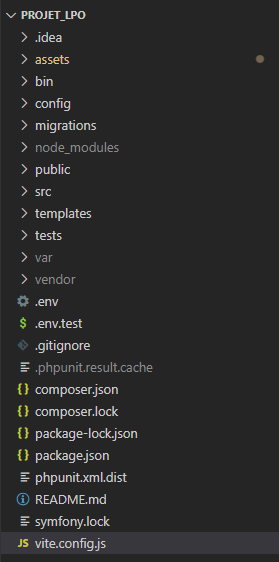 PROJET_LPO
.idea
assets
bin
config
migrations
node_modules
public
src
templates
tests
var
vendor
.env
$ .env.test
.gitignore
.phpunit.result.cache
{} composer.json
{} composer.lock
{} package-lock.json
{} package.json
phpunit.xml.dist
README.md
symfony.lock
JS vite.config.js